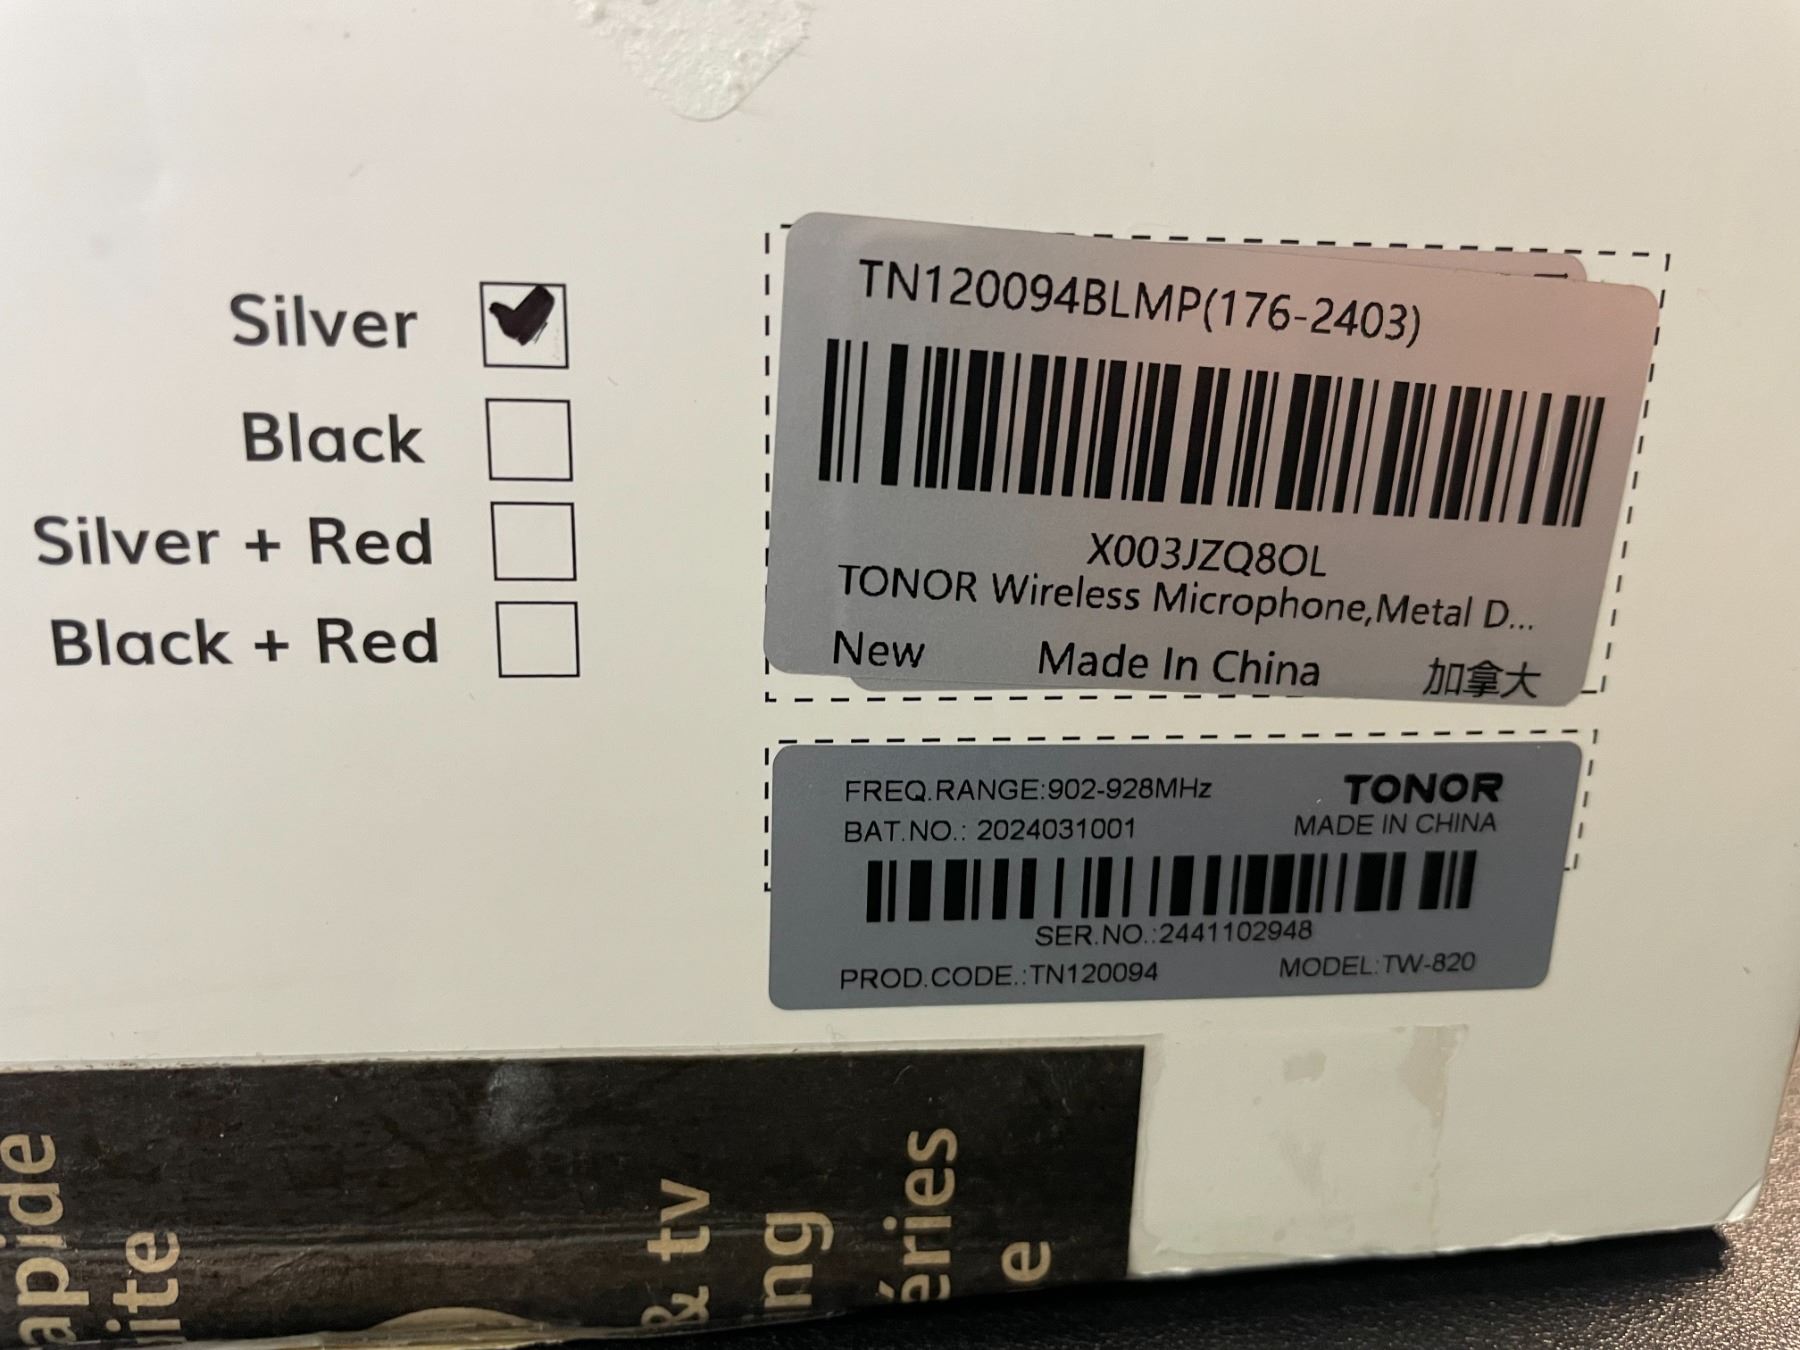 Silver
Black
Silver + Red
Black + Red
TN120094BLMP(176-2403)
X003JZQ8OL
TONOR Wireless Microphone,Metal D...
New Made In China 加拿大
FREQ.RANGE:902-928MHz TONOR
BAT.NO.: 2024031001 MADE IN CHINA
SER.NO.:2441102948
PROD.CODE.:TN120094 MODEL:TW-820
apide
ite
& tv
ng
éries
e